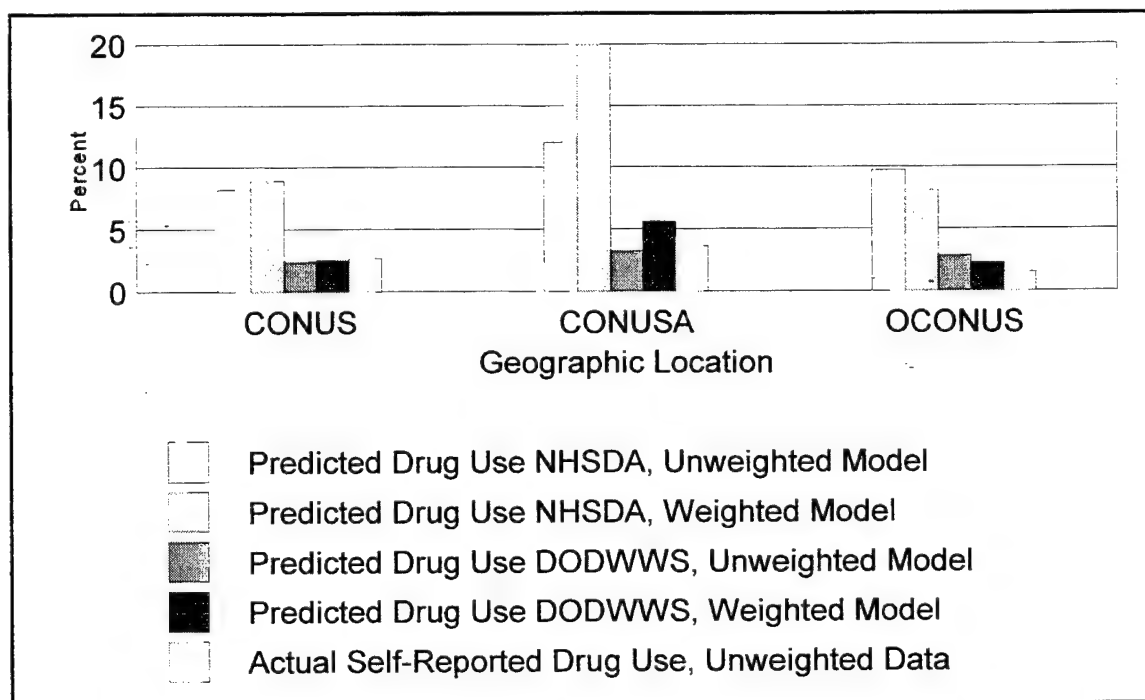 20
15
10
5
0
Percent
CONUS CONUSA OCONUS
Geographic Location
Predicted Drug Use NHSDA, Unweighted Model
Predicted Drug Use NHSDA, Weighted Model
Predicted Drug Use DODWWS, Unweighted Model
Predicted Drug Use DODWWS, Weighted Model
Actual Self-Reported Drug Use, Unweighted Data